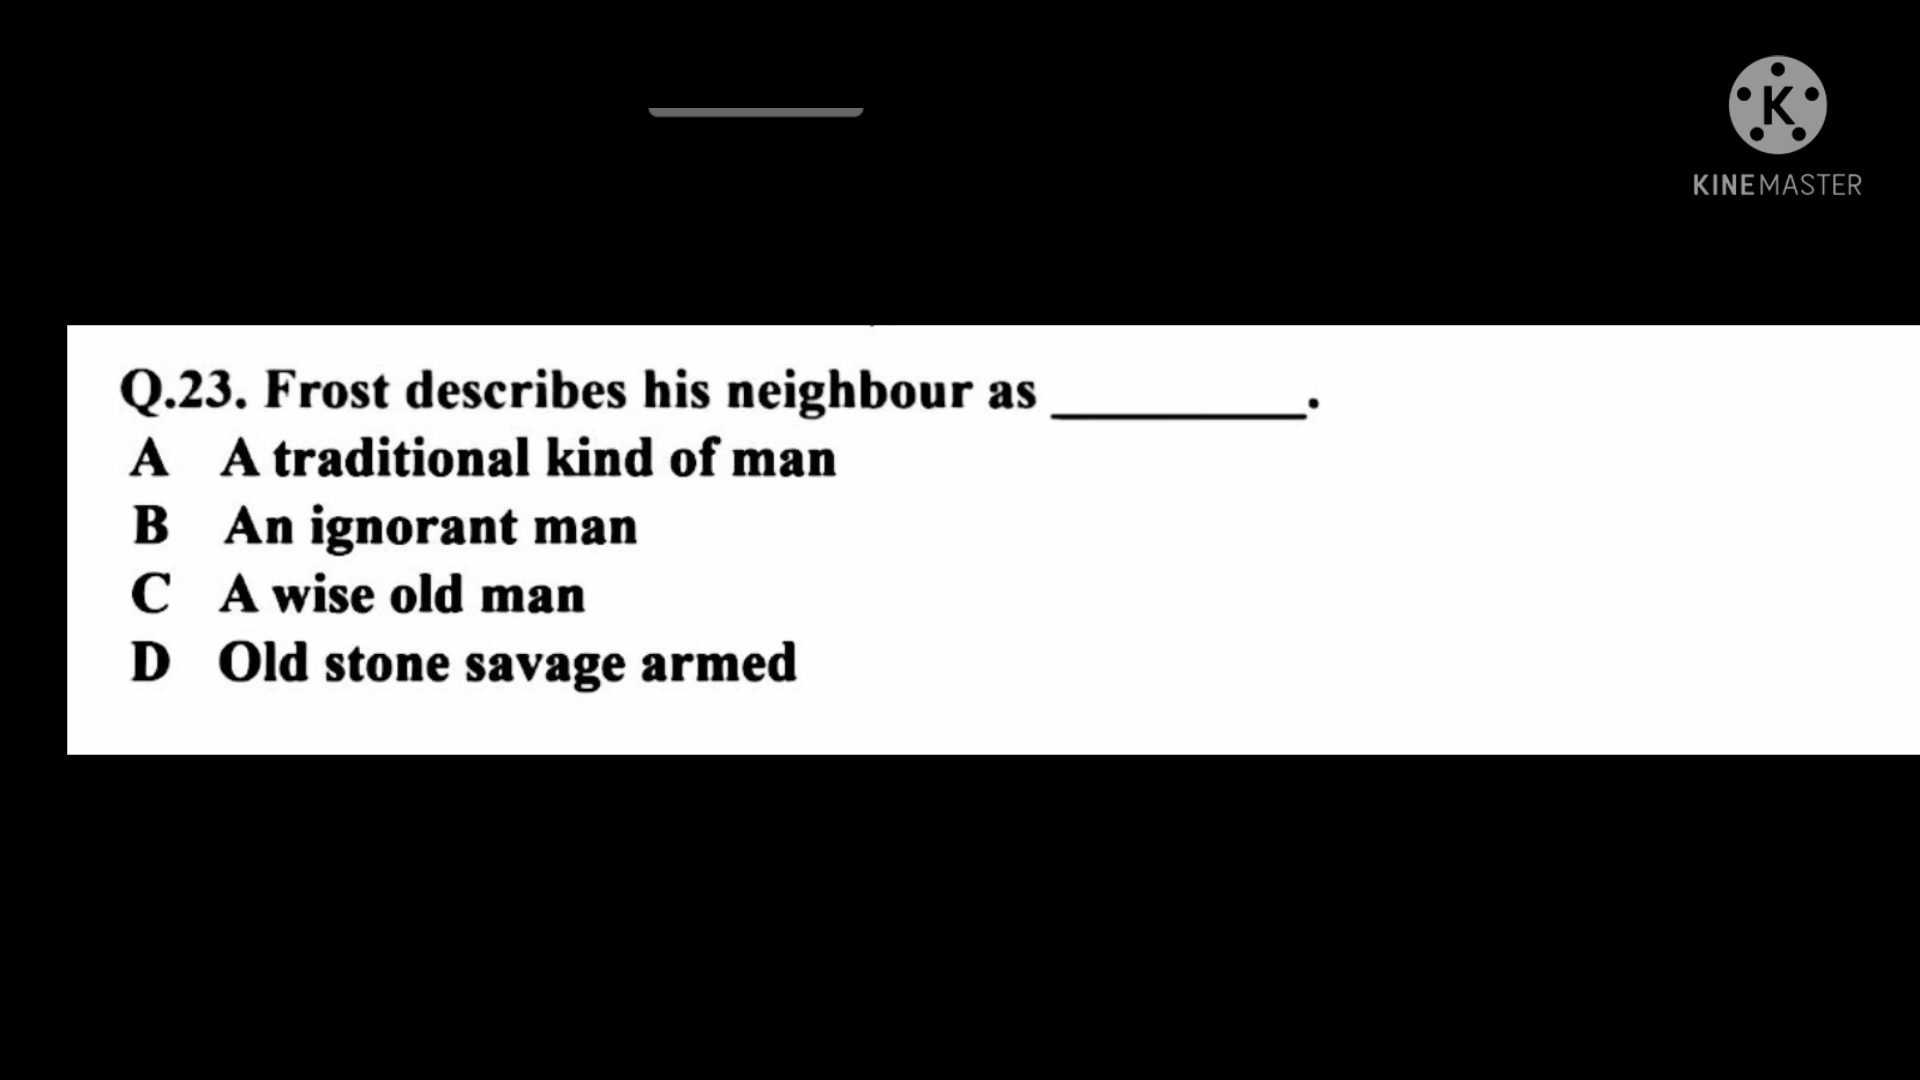 KINEMASTER
Q.23. Frost describes his neighbour as __________.
A A traditional kind of man
B An ignorant man
C A wise old man
D Old stone savage armed